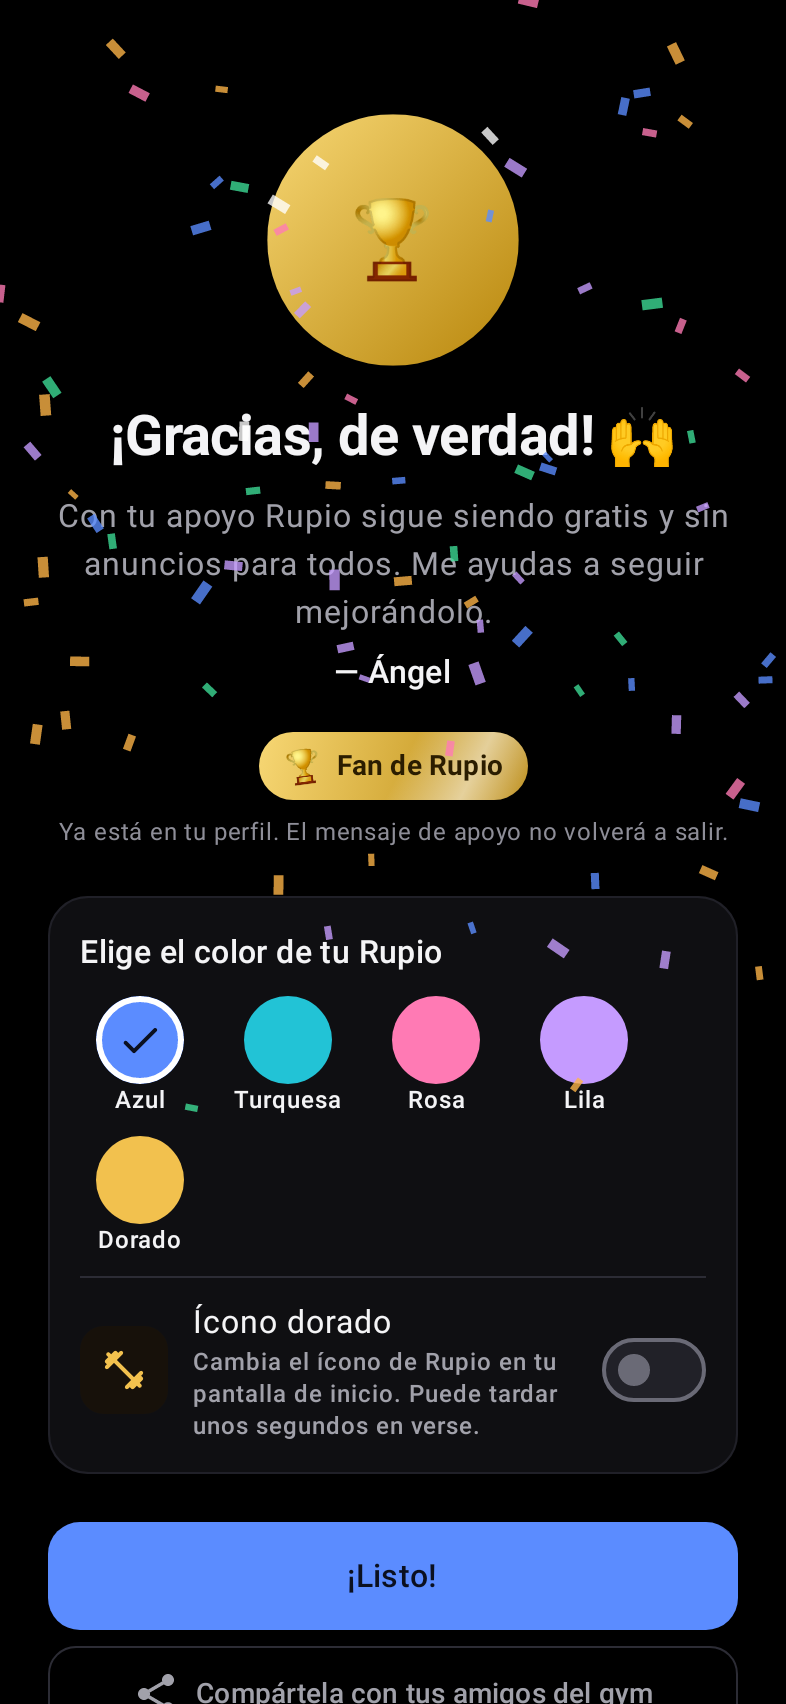 ¡Gracias, de verdad! 🙌
Con tu apoyo Rupio sigue siendo gratis y sin
anuncios para todos. Me ayudas a seguir
mejorándolo.
— Ángel
Fan de Rupio
Ya está en tu perfil. El mensaje de apoyo no volverá a salir.
Elige el color de tu Rupio
Azul
Turquesa
Rosa
Lila
Dorado
Ícono dorado
Cambia el ícono de Rupio en tu
pantalla de inicio. Puede tardar
unos segundos en verse.
¡Listo!
Compártela con tus amigos del gym